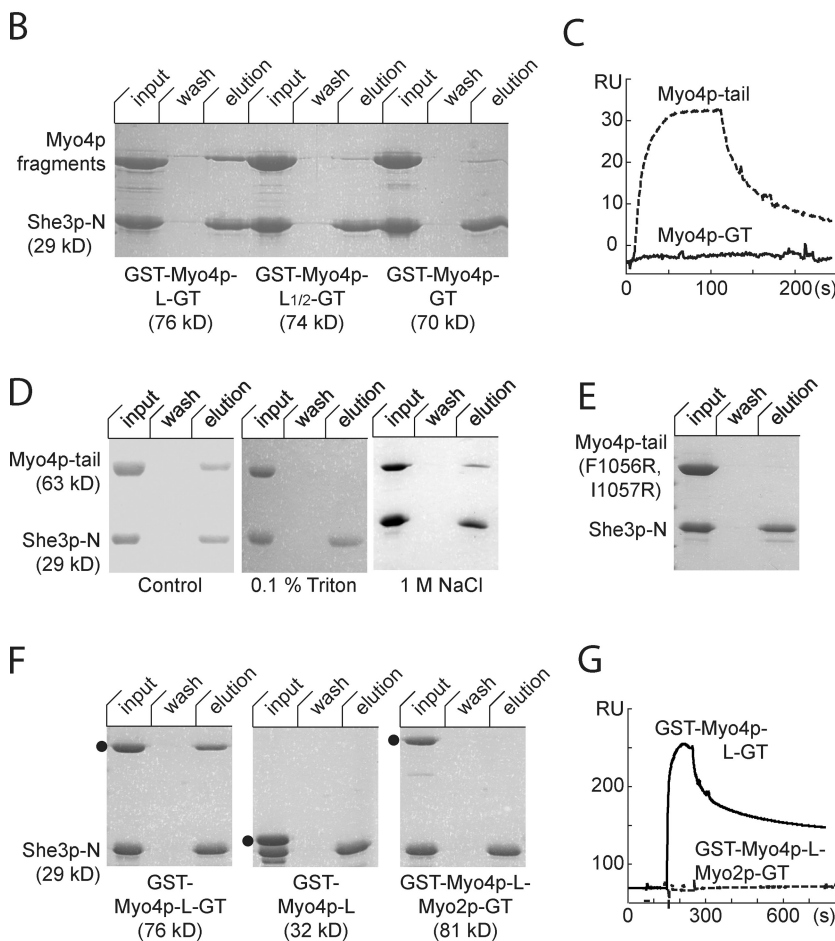 B
input wash elution input wash elution input wash elution
Myo4p
fragments
She3p-N
(29 kD)
GST-Myo4p-
L-GT
(76 kD)
GST-Myo4p-
L1/2-GT
(74 kD)
GST-Myo4p-
GT
(70 kD)
C
RU
30
20
10
0
Myo4p-tail
Myo4p-GT
0 100 200 (s)
D
input wash elution input wash elution input wash elution
Myo4p-tail
(63 kD)
She3p-N
(29 kD)
Control
0.1 % Triton
1 M NaCl
E
input wash elution
Myo4p-tail
(F1056R,
I1057R)
She3p-N
F
input wash elution input wash elution input wash elution
She3p-N
(29 kD)
GST-
Myo4p-L-GT
(76 kD)
GST-
Myo4p-L
(32 kD)
GST-Myo4p-L-
Myo2p-GT
(81 kD)
G
RU
200
100
GST-Myo4p-
L-GT
GST-Myo4p-L-
Myo2p-GT
0 300 600 (s)